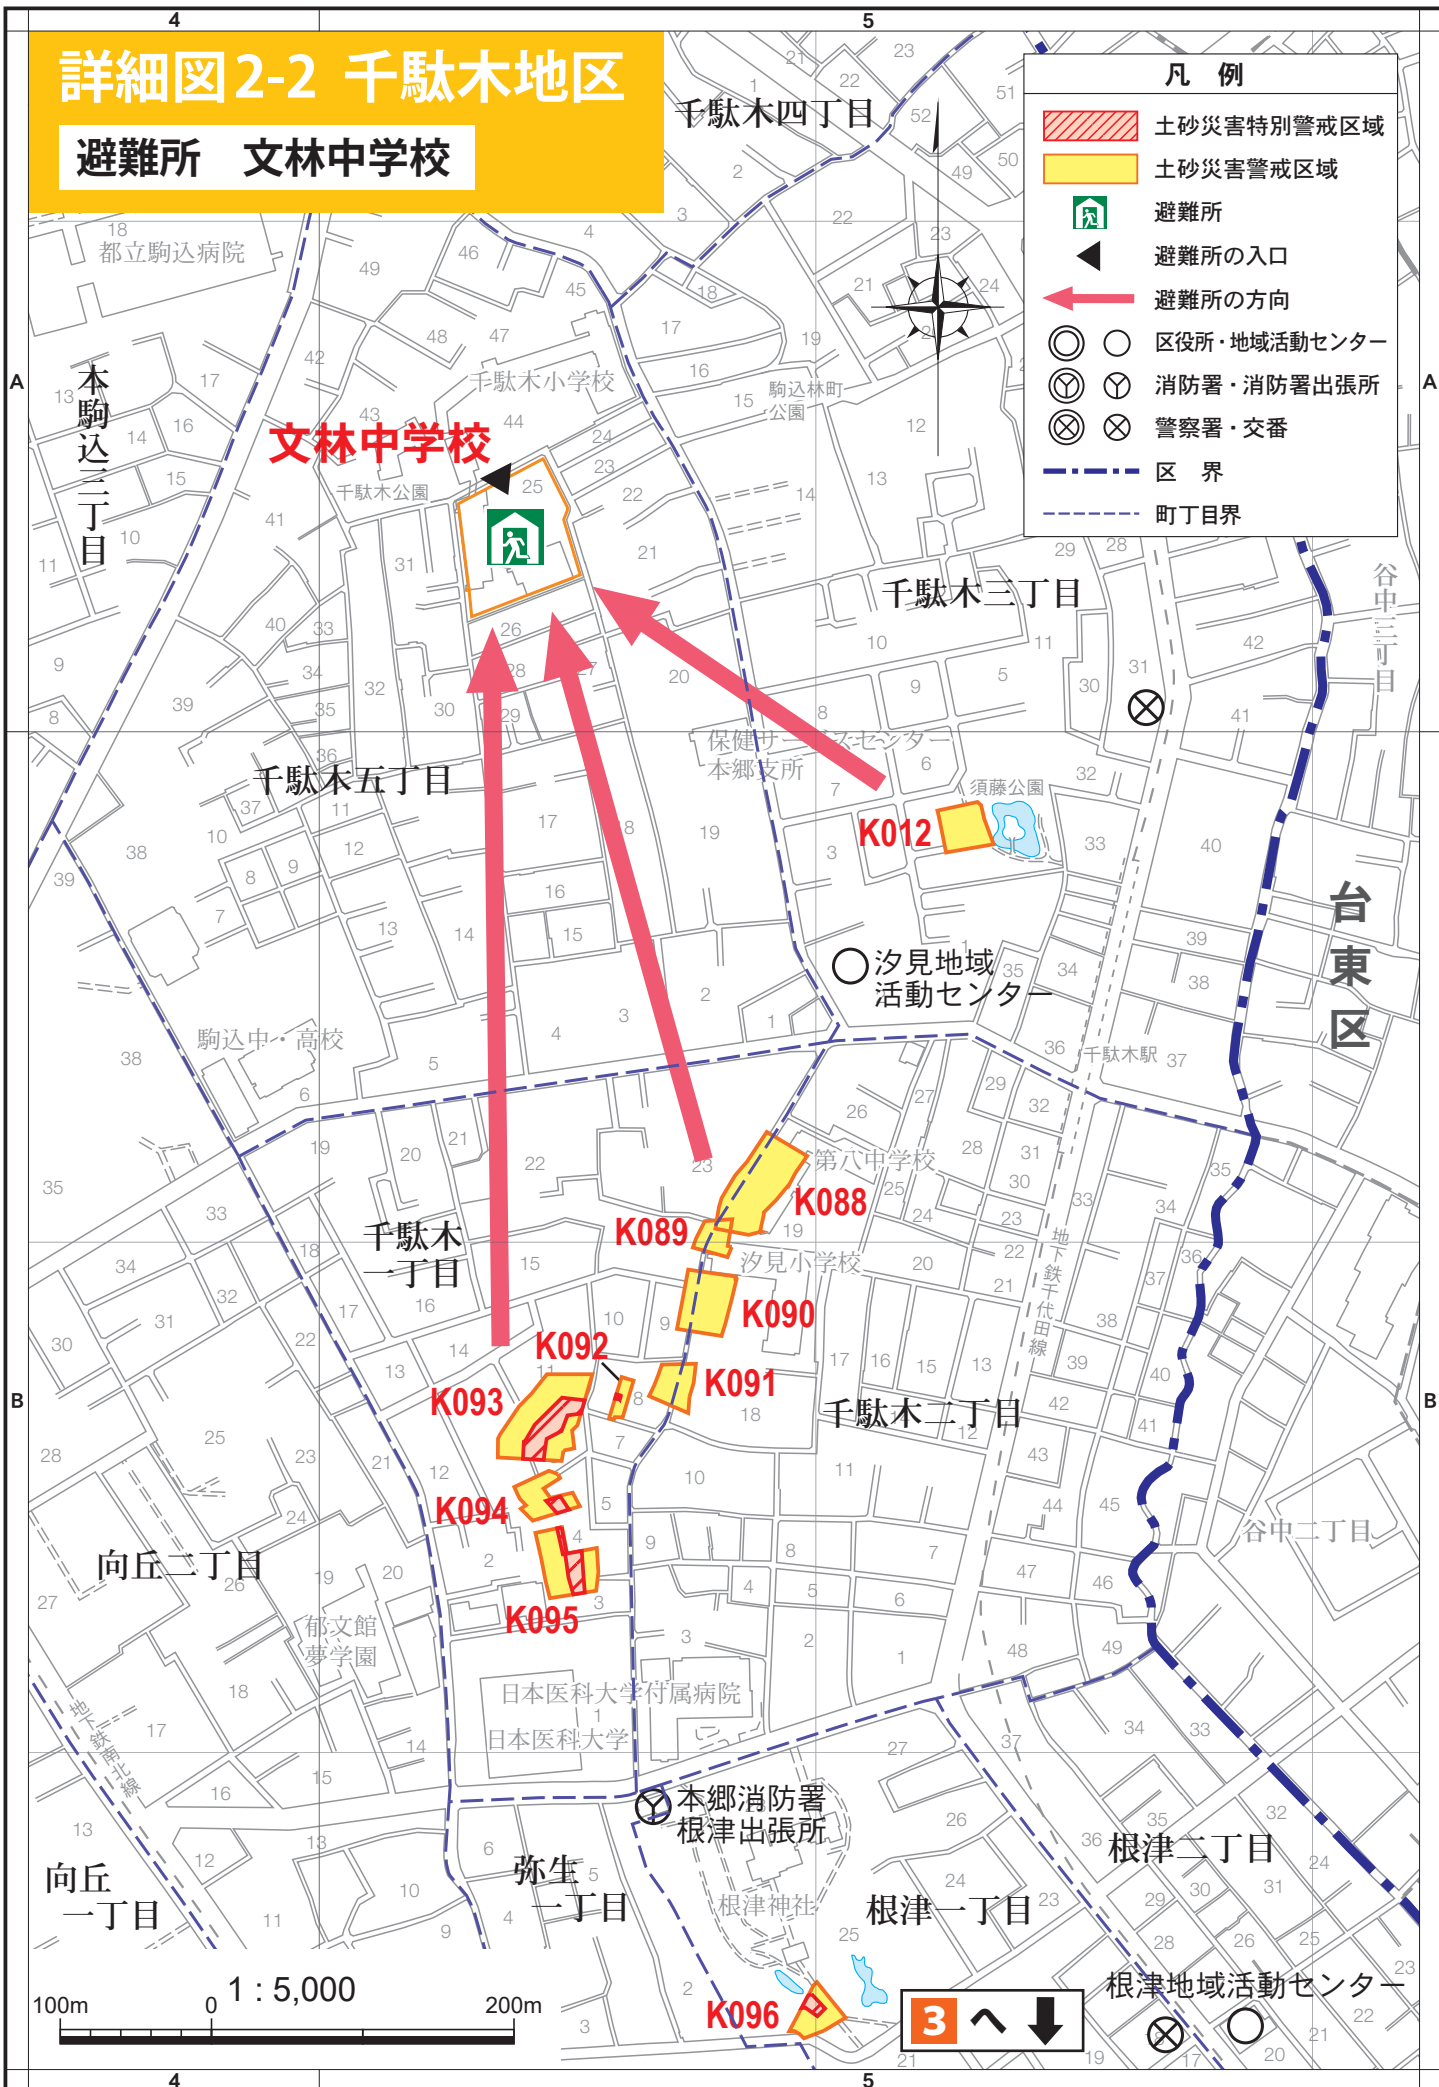 4
5
詳細図2-2 千駄木地区
避難所 文林中学校
凡 例
土砂災害特別警戒区域
土砂災害警戒区域
避難所
避難所の入口
避難所の方向
区役所・地域活動センター
消防署・消防署出張所
警察署・交番
区 界
町丁目界
千駄木四丁目
都立駒込病院
A
A
本駒込三丁目
千駄木小学校
駒込林町
公園
文林中学校
千駄木公園
千駄木三丁目
谷中三丁目
保健サービスセンター
本郷支所
千駄木五丁目
須藤公園
K012
台東区
汐見地域
活動センター
駒込中・高校
千駄木駅
第八中学校
K088
K089
千駄木
一丁目
汐見小学校
地下鉄千代田線
K090
K092
K091
K093
千駄木二丁目
B
B
K094
谷中二丁目
向丘二丁目
K095
郁文館
夢学園
日本医科大学付属病院
日本医科大学
地下鉄南北線
本郷消防署
根津出張所
根津二丁目
向丘
一丁目
弥生
一丁目
根津神社
根津一丁目
根津地域活動センター
1 : 5,000
100m
0
200m
K096
3 へ
4
5